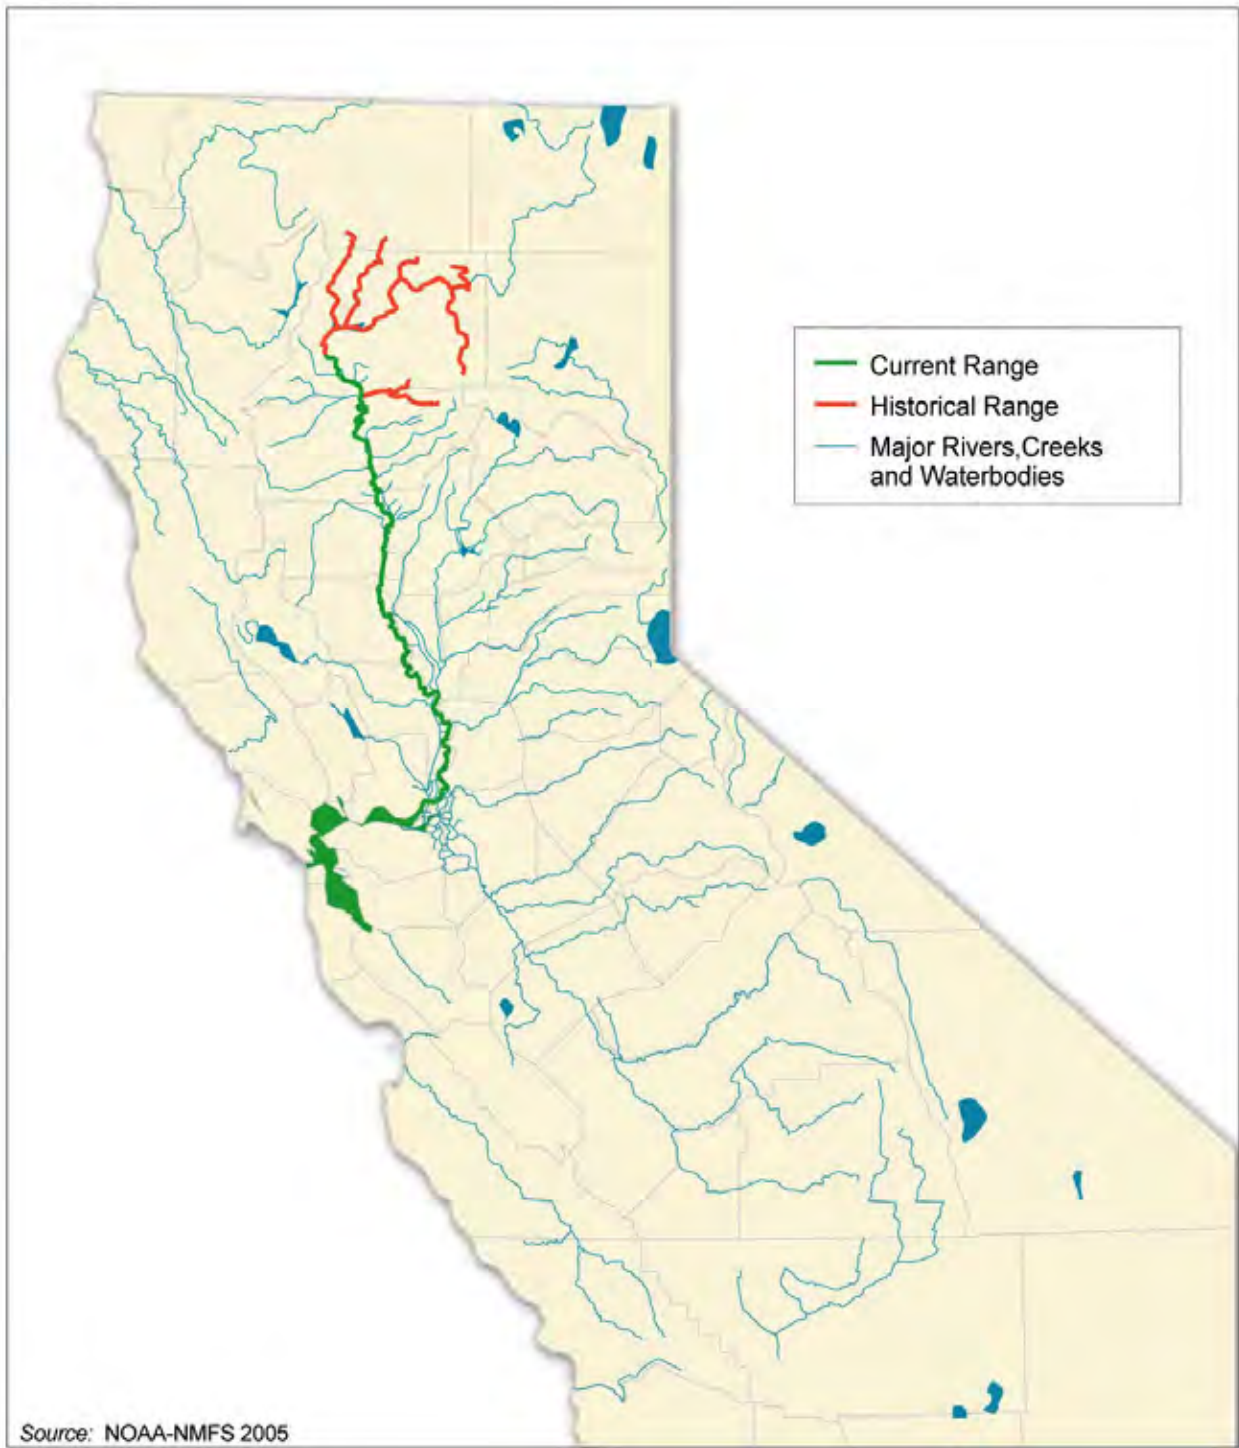 Current Range
Historical Range
Major Rivers,Creeks
and Waterbodies
Source: NOAA-NMFS 2005